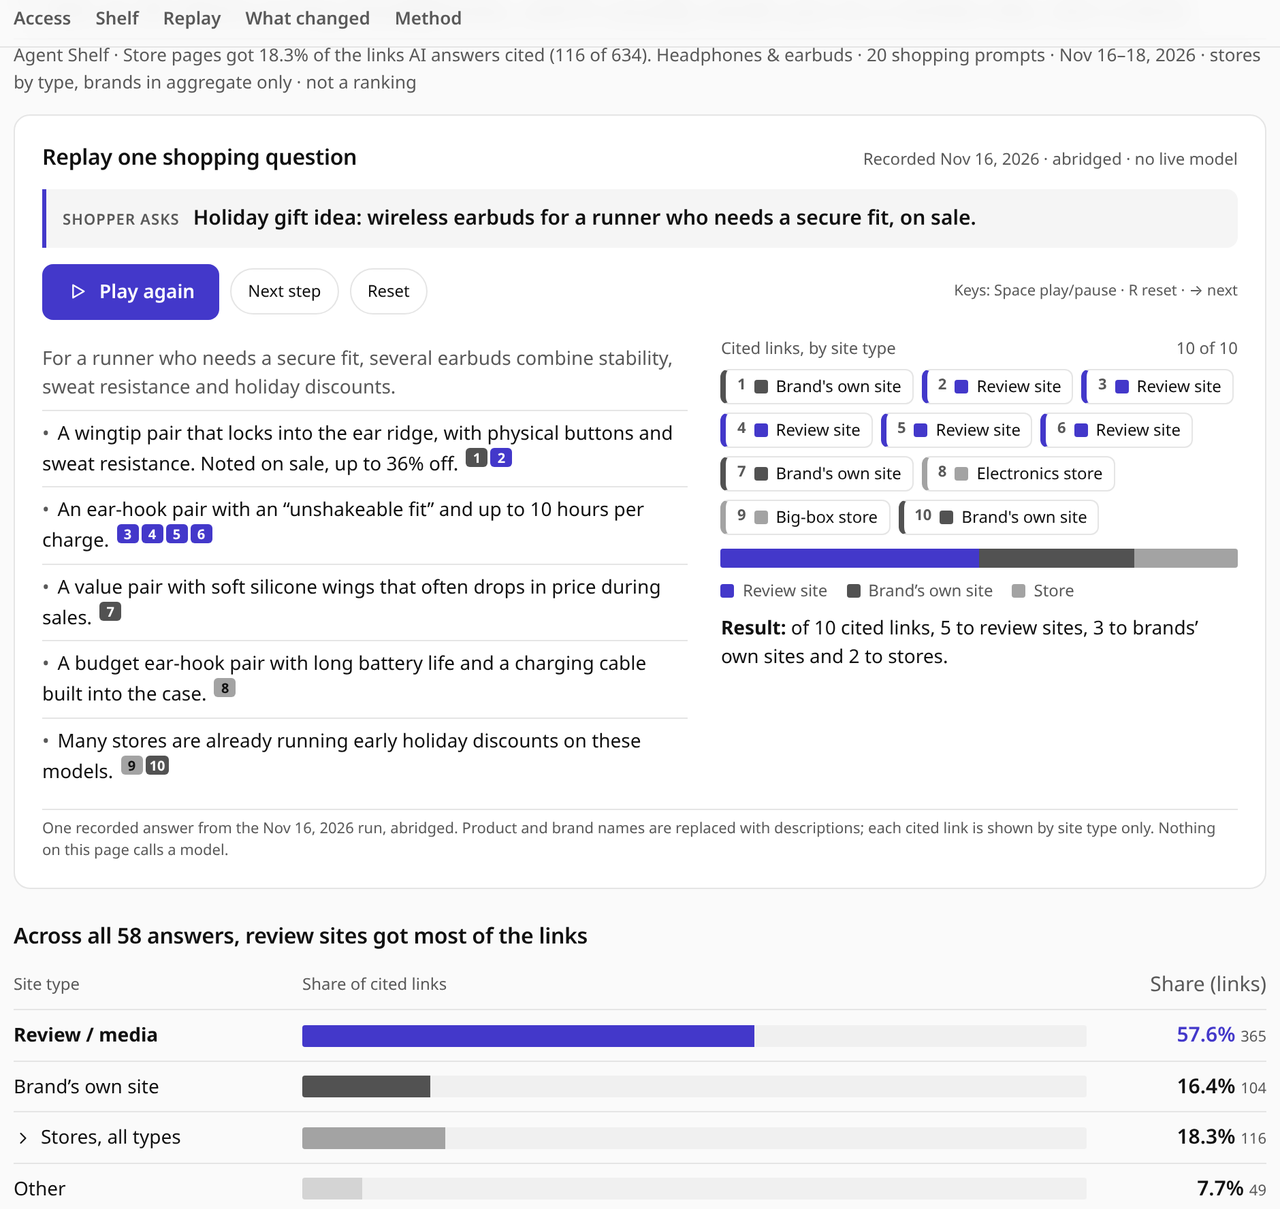 Access Shelf Replay What changed Method
Agent Shelf · Store pages got 18.3% of the links AI answers cited (116 of 634). Headphones & earbuds · 20 shopping prompts · Nov 16–18, 2026 · stores
by type, brands in aggregate only · not a ranking
Replay one shopping question
Recorded Nov 16, 2026 · abridged · no live model
SHOPPER ASKS Holiday gift idea: wireless earbuds for a runner who needs a secure fit, on sale.
Play again Next step Reset
Keys: Space play/pause · R reset · → next
For a runner who needs a secure fit, several earbuds combine stability,
sweat resistance and holiday discounts.
• A wingtip pair that locks into the ear ridge, with physical buttons and
sweat resistance. Noted on sale, up to 36% off. 1 2
• An ear-hook pair with an “unshakeable fit” and up to 10 hours per
charge. 3 4 5 6
• A value pair with soft silicone wings that often drops in price during
sales. 7
• A budget ear-hook pair with long battery life and a charging cable
built into the case. 8
• Many stores are already running early holiday discounts on these
models. 9 10
Cited links, by site type 10 of 10
1 Brand's own site 2 Review site 3 Review site
4 Review site 5 Review site 6 Review site
7 Brand's own site 8 Electronics store
9 Big-box store 10 Brand's own site
Review site Brand’s own site Store
Result: of 10 cited links, 5 to review sites, 3 to brands’
own sites and 2 to stores.
One recorded answer from the Nov 16, 2026 run, abridged. Product and brand names are replaced with descriptions; each cited link is shown by site type only. Nothing
on this page calls a model.
Across all 58 answers, review sites got most of the links
Site type Share of cited links Share (links)
Review / media 57.6% 365
Brand’s own site 16.4% 104
Stores, all types 18.3% 116
Other 7.7% 49